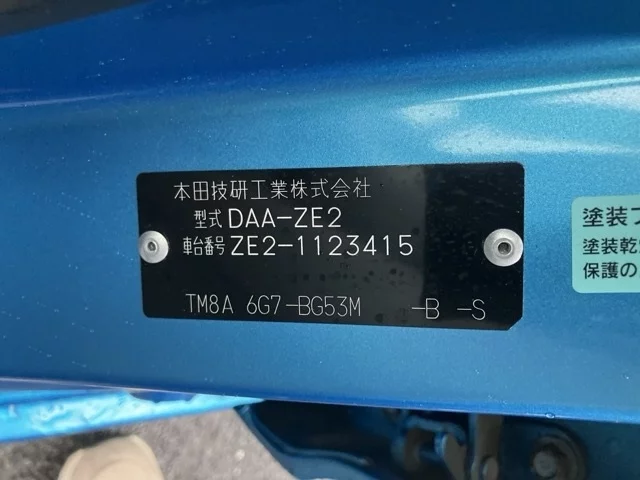 本田技研工業株式会社
型式 DAA-ZE2
車台番号 ZE2-1123415
TM8A 6G7-BG53M -B -S
塗装
塗装乾
保護の